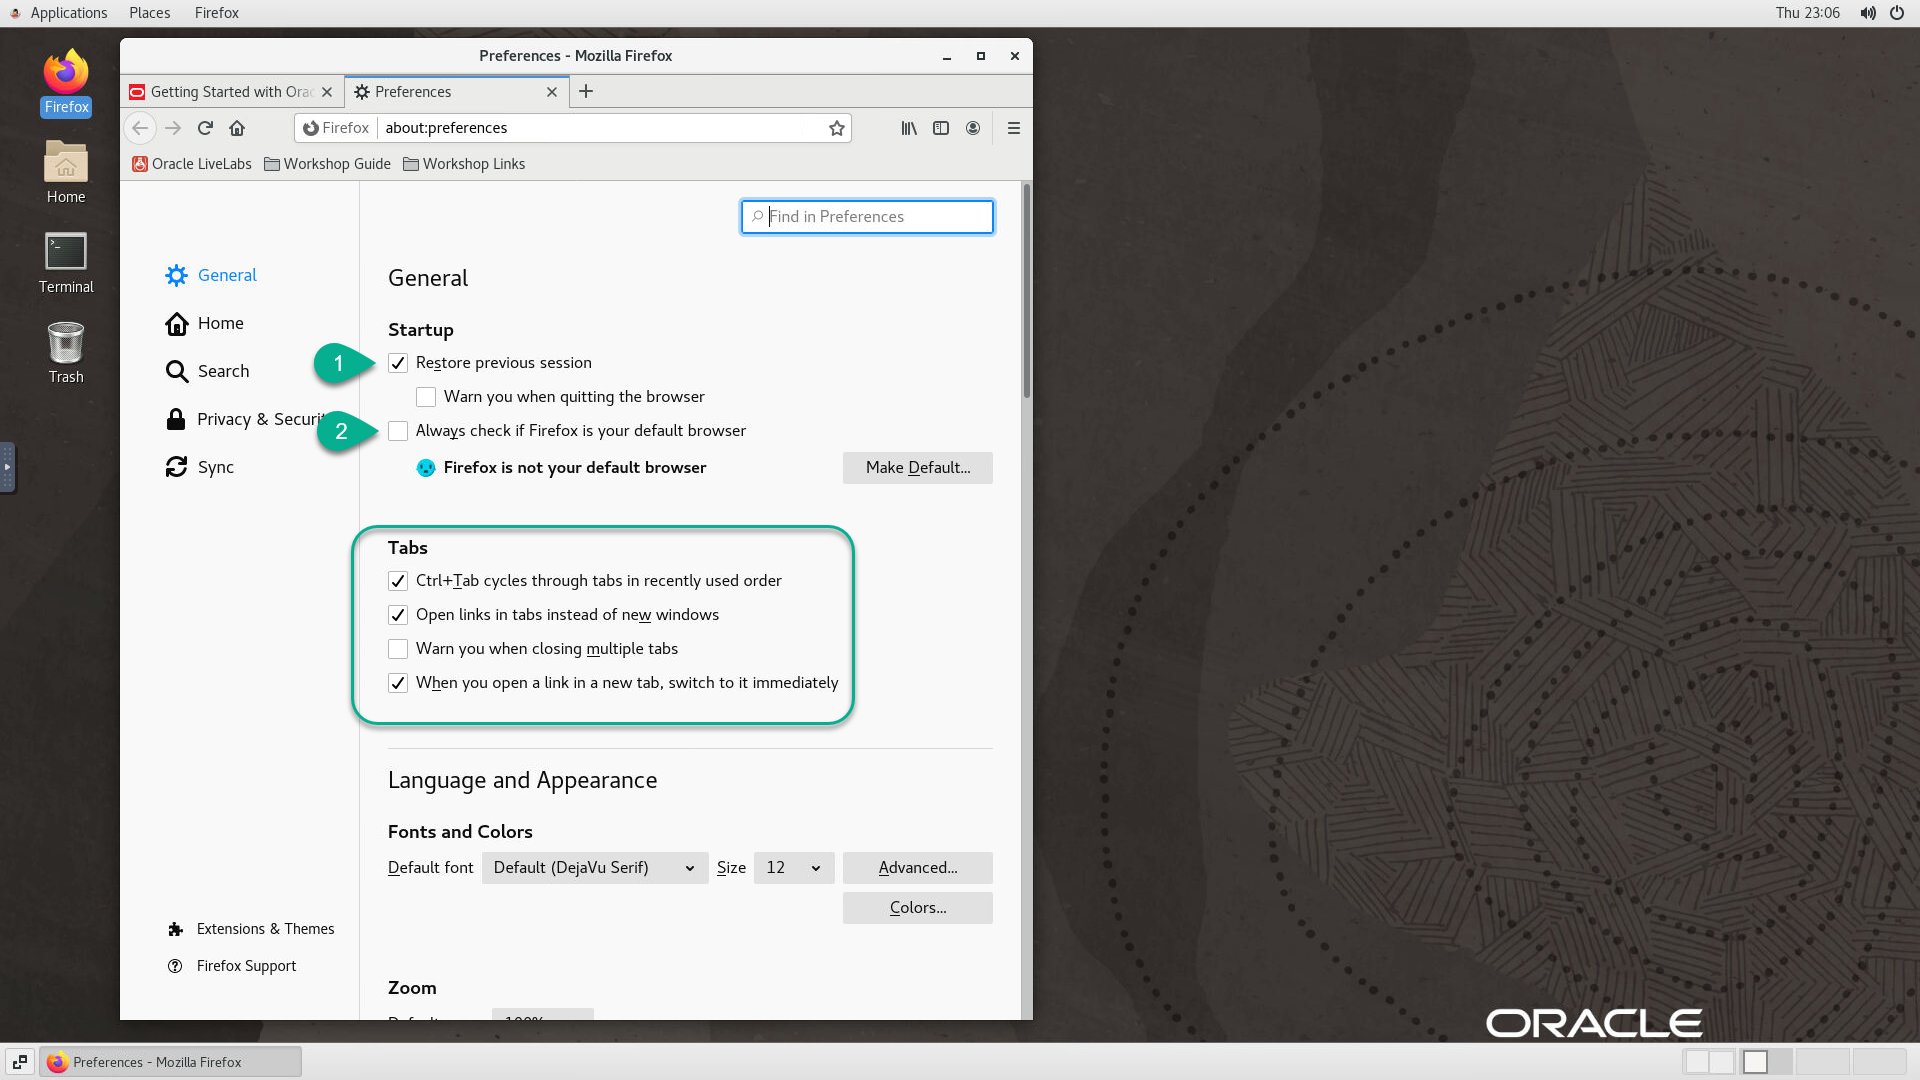 Applications Places Firefox Thu 23:06
Preferences - Mozilla Firefox
Firefox
Home
Terminal
Trash
Getting Started with Orac Preferences
Firefox about:preferences
Oracle LiveLabs Workshop Guide Workshop Links
Find in Preferences
General
Home
Search
Privacy & Securit
Sync
Extensions & Themes
Firefox Support
General
Startup
1 Restore previous session
Warn you when quitting the browser
2 Always check if Firefox is your default browser
Firefox is not your default browser Make Default...
Tabs
Ctrl+Tab cycles through tabs in recently used order
Open links in tabs instead of new windows
Warn you when closing multiple tabs
When you open a link in a new tab, switch to it immediately
Language and Appearance
Fonts and Colors
Default font Default (DejaVu Serif) Size 12 Advanced...
Colors...
Zoom
ORACLE
Preferences - Mozilla Firefox